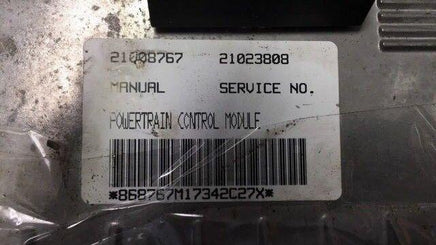 21008767 21023808
MANUAL SERVICE NO.
POWERTRAIN CONTROL MODULE
*868767M17342C27X*